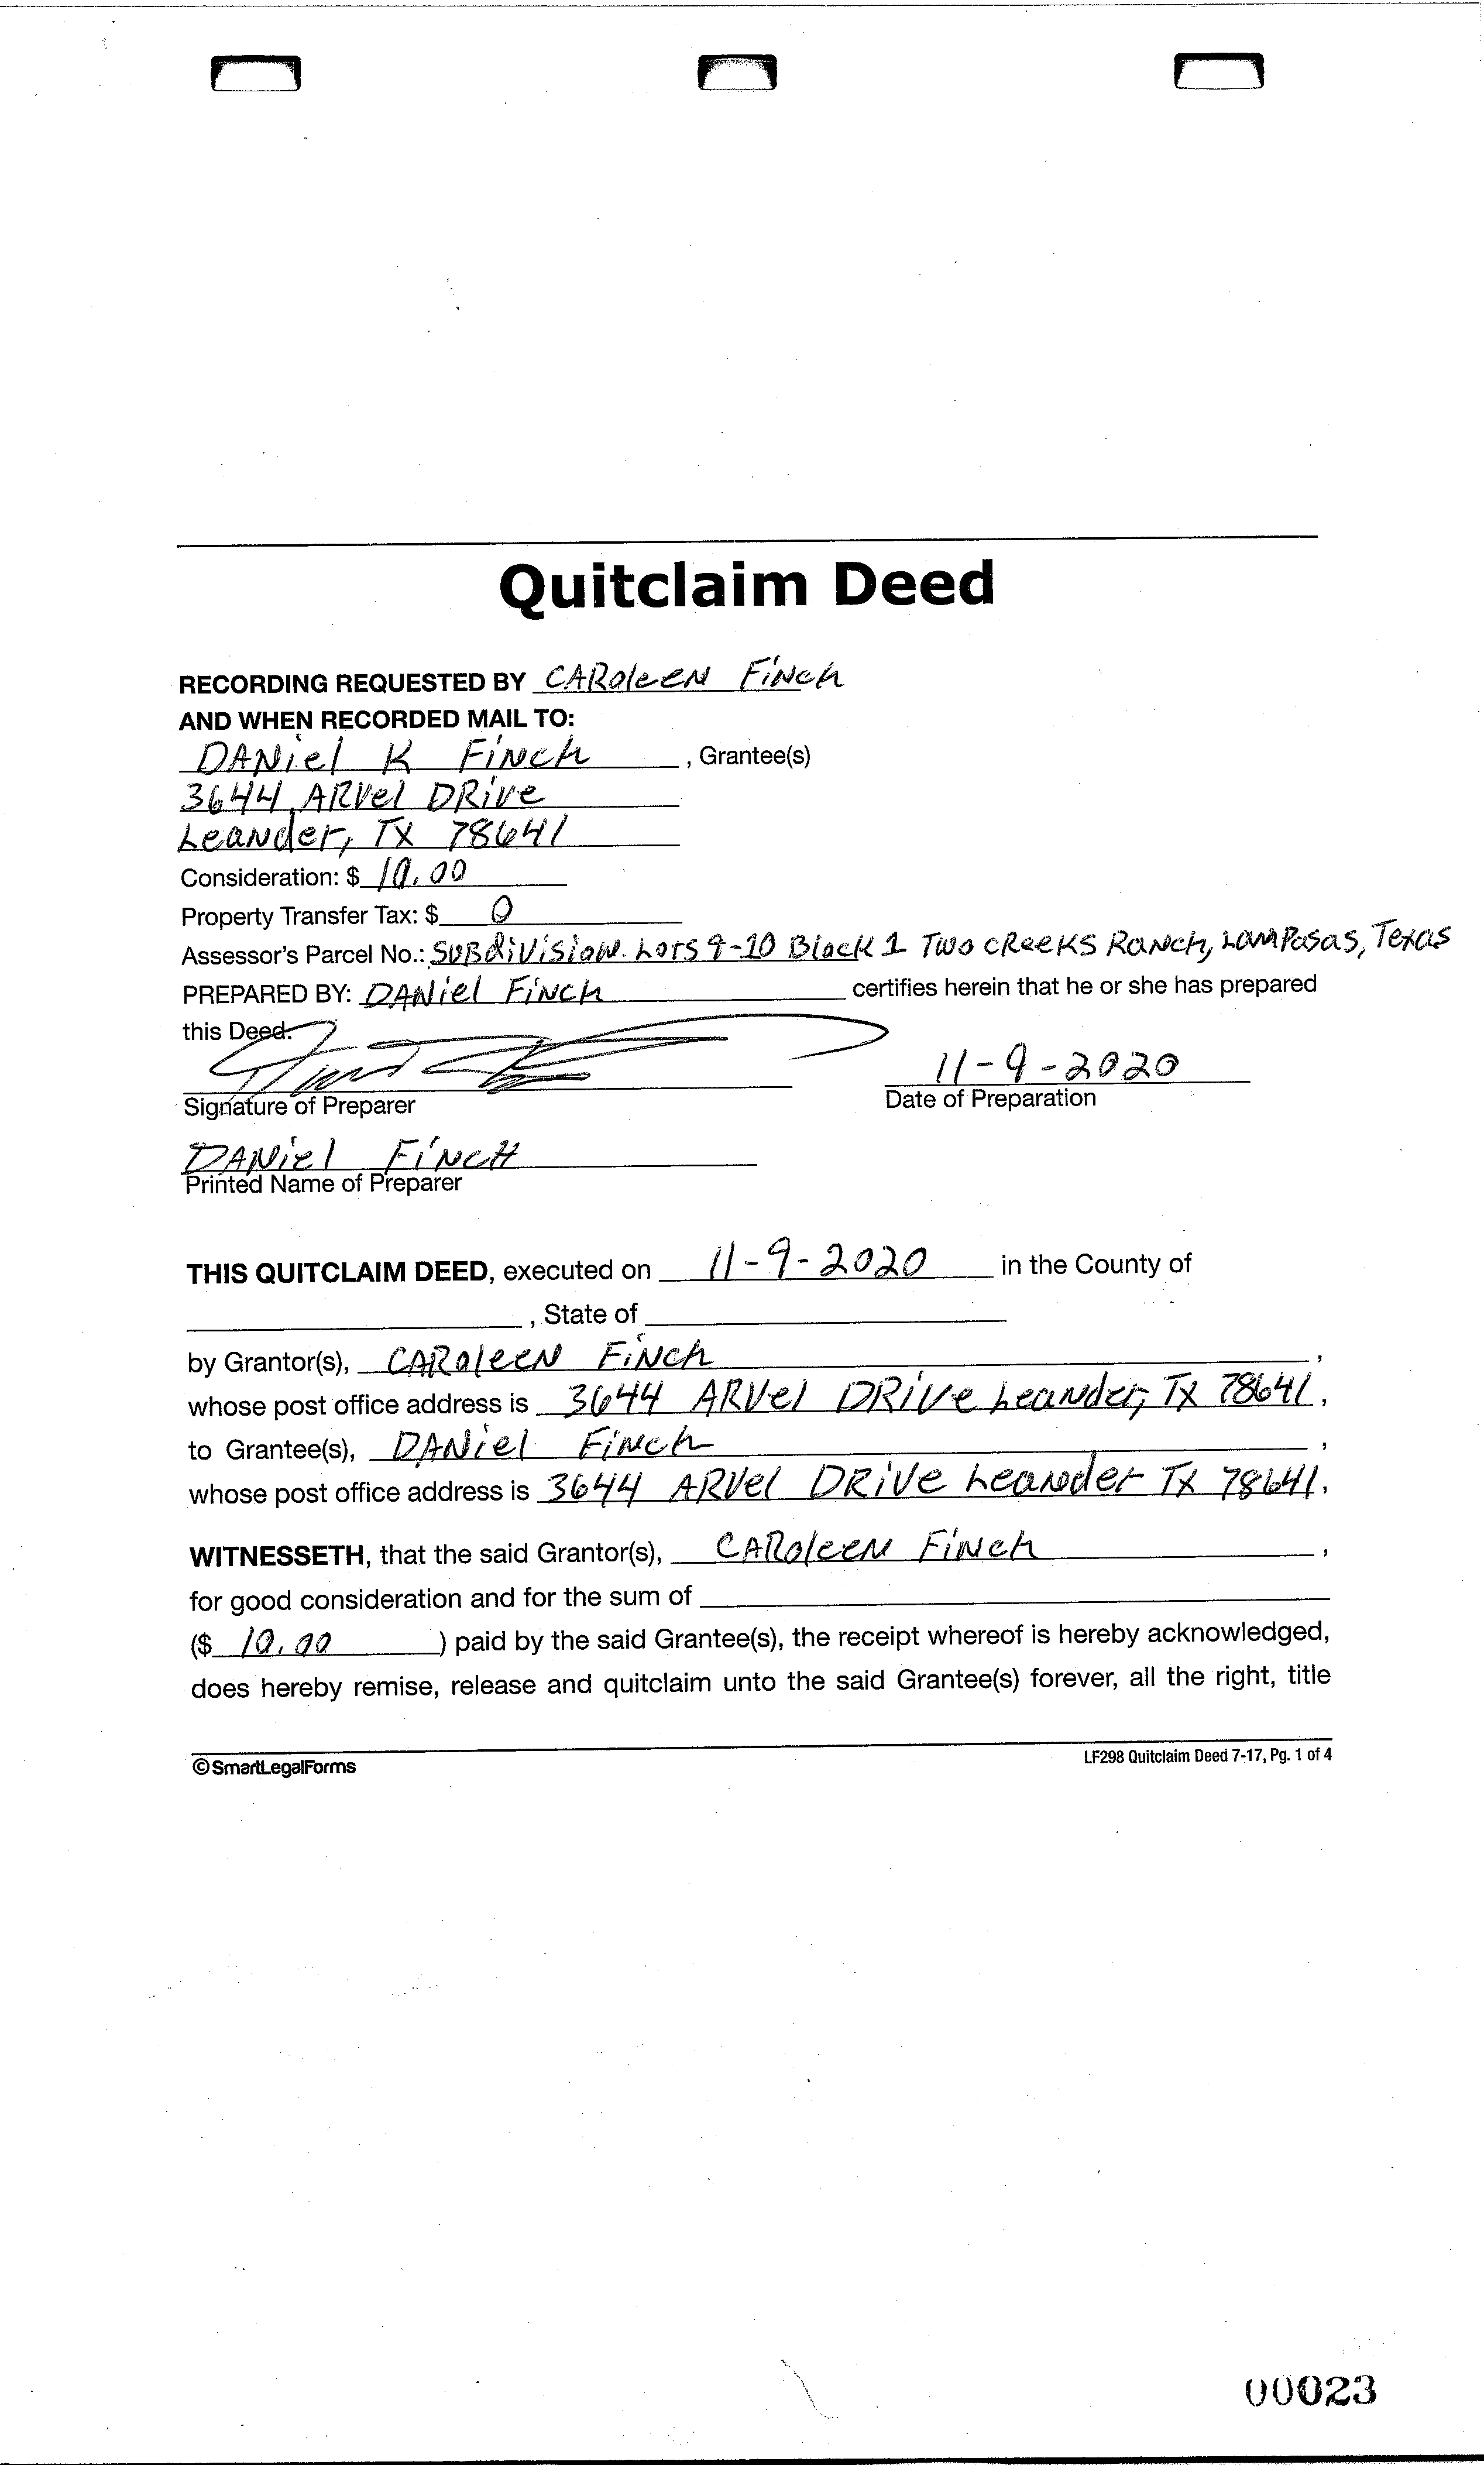 Quitclaim Deed
RECORDING REQUESTED BY CARoleeN FiNch
AND WHEN RECORDED MAIL TO:
DANiel K FiNch, Grantee(s)
3644 ARVel DRive
LeaNder, TX 78641
Consideration: $ 10.00
Property Transfer Tax: $ 0
Assessor's Parcel No.: SUBdiVisioN. Lots 9-10 Block 1 Two CReeKS RaNch, LamPasas, Texas
PREPARED BY: DANiel FiNch certifies herein that he or she has prepared
this Deed.
11-9-2020
Signature of Preparer Date of Preparation
DANiel FiNcH
Printed Name of Preparer
THIS QUITCLAIM DEED, executed on 11-9-2020 in the County of
, State of
by Grantor(s), CARoleeN FiNch,
whose post office address is 3644 ARVel DRiVe LeaNder, TX 78641,
to Grantee(s), DANiel FiNch,
whose post office address is 3644 ARVel DRiVe LeaNder TX 78641.
WITNESSETH, that the said Grantor(s), CARoleeN FiNch,
for good consideration and for the sum of
($ 10.00) paid by the said Grantee(s), the receipt whereof is hereby acknowledged,
does hereby remise, release and quitclaim unto the said Grantee(s) forever, all the right, title
©SmartLegalForms LF298 Quitclaim Deed 7-17, Pg. 1 of 4
00023